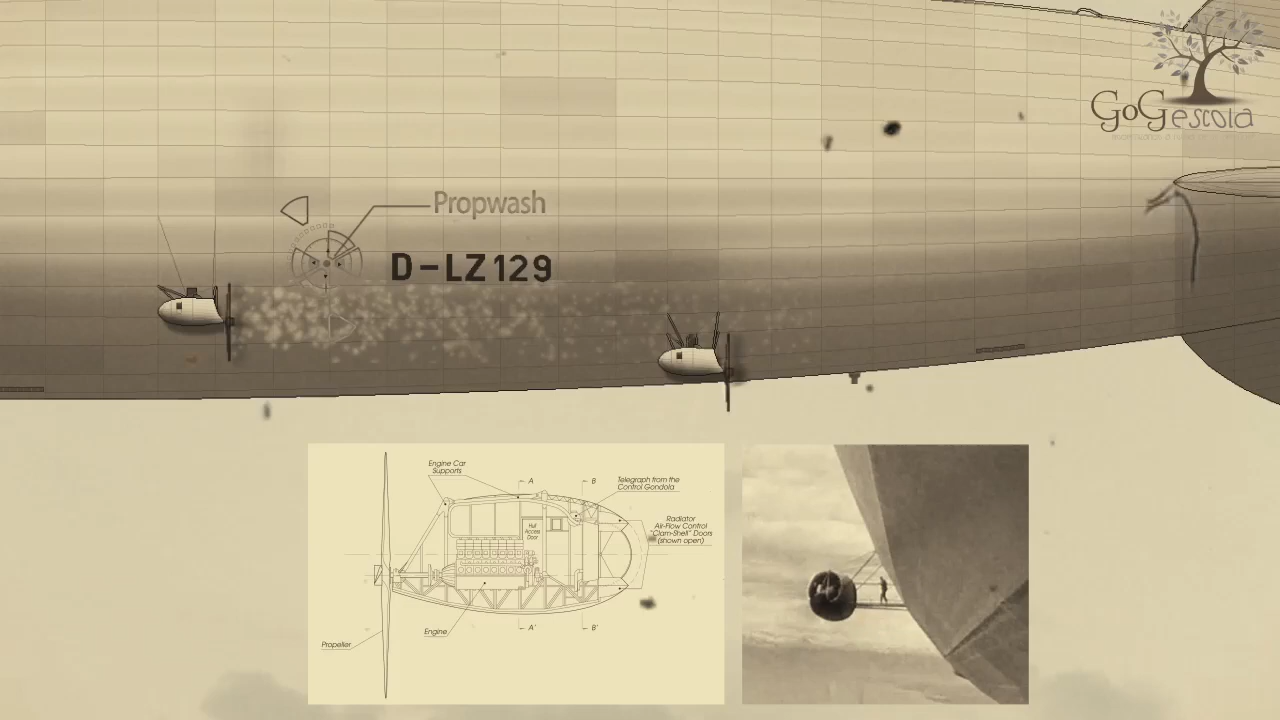 GoGescola
Propwash
D-LZ129
Engine Car
Supports
A
B
Telegraph from the
Control Gondola
Hull
Access
Door
Radiator
Air-Flow Control
"Clam-Shell" Doors
(shown open)
Propeller
Engine
A'
B'